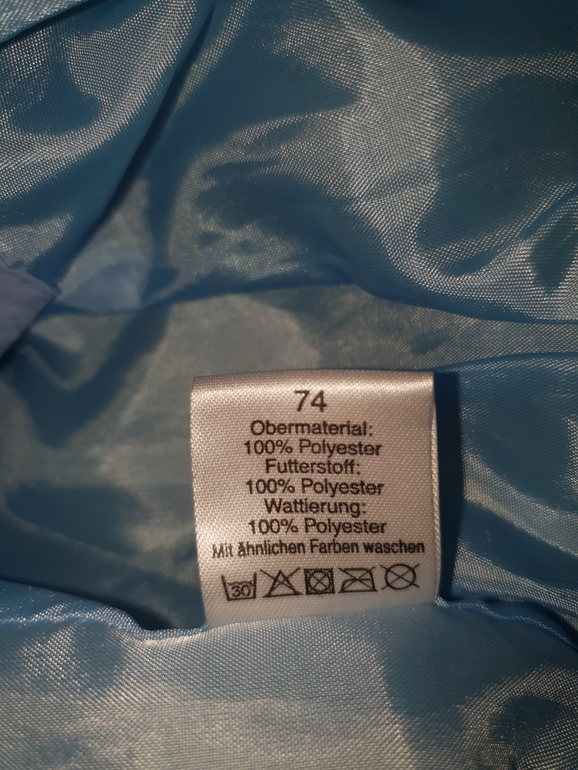 74
Obermaterial:
100% Polyester
Futterstoff:
100% Polyester
Wattierung:
100% Polyester
Mit ähnlichen Farben waschen
30